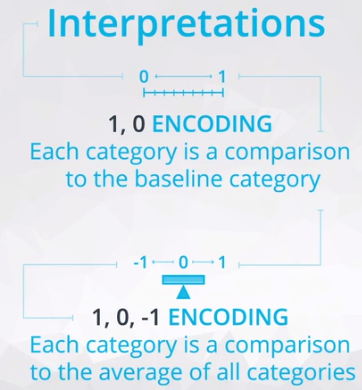 Interpretations
0 1
1, 0 ENCODING
Each category is a comparison
to the baseline category
-1 0 1
1, 0, -1 ENCODING
Each category is a comparison
to the average of all categories